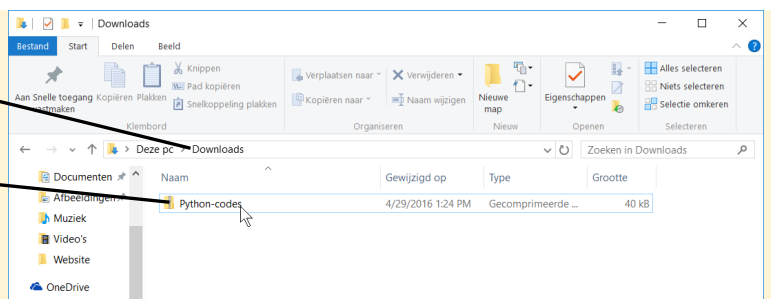 Downloads
Bestand Start Delen Beeld
Aan Snelle toegang vastmaken
Kopiëren
Plakken
Knippen
Pad kopiëren
Snelkoppeling plakken
Klembord
Verplaatsen naar
Kopiëren naar
Verwijderen
Naam wijzigen
Organiseren
Nieuwe map
Nieuw
Eigenschappen
Openen
Alles selecteren
Niets selecteren
Selectie omkeren
Selecteren
Deze pc > Downloads
Zoeken in Downloads
Naam Gewijzigd op Type Grootte
Python-codes 4/29/2016 1:24 PM Gecomprimeerde ... 40 kB
Documenten
Afbeeldingen
Muziek
Video's
Website
OneDrive